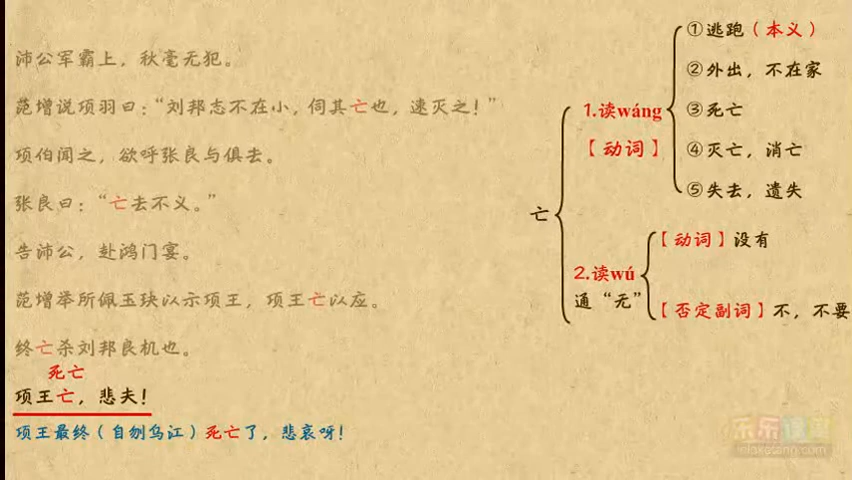 沛公军霸上，秋毫无犯。
范增说项羽曰：“刘邦志不在小，伺其亡也，速灭之！”
项伯闻之，欲呼张良与俱去。
张良曰：“亡去不义。”
告沛公，赴鸿门宴。
范增举所佩玉玦以示项王，项王亡以应。
终亡杀刘邦良机也。
死亡
项王亡，悲夫！
项王最终（自刎乌江）死亡了，悲哀呀！
亡
1.读wáng
【动词】
①逃跑（本义）
②外出，不在家
③死亡
④灭亡，消亡
⑤失去，遗失
2.读wú
通“无”
【动词】没有
【否定副词】不，不要
乐乐课堂